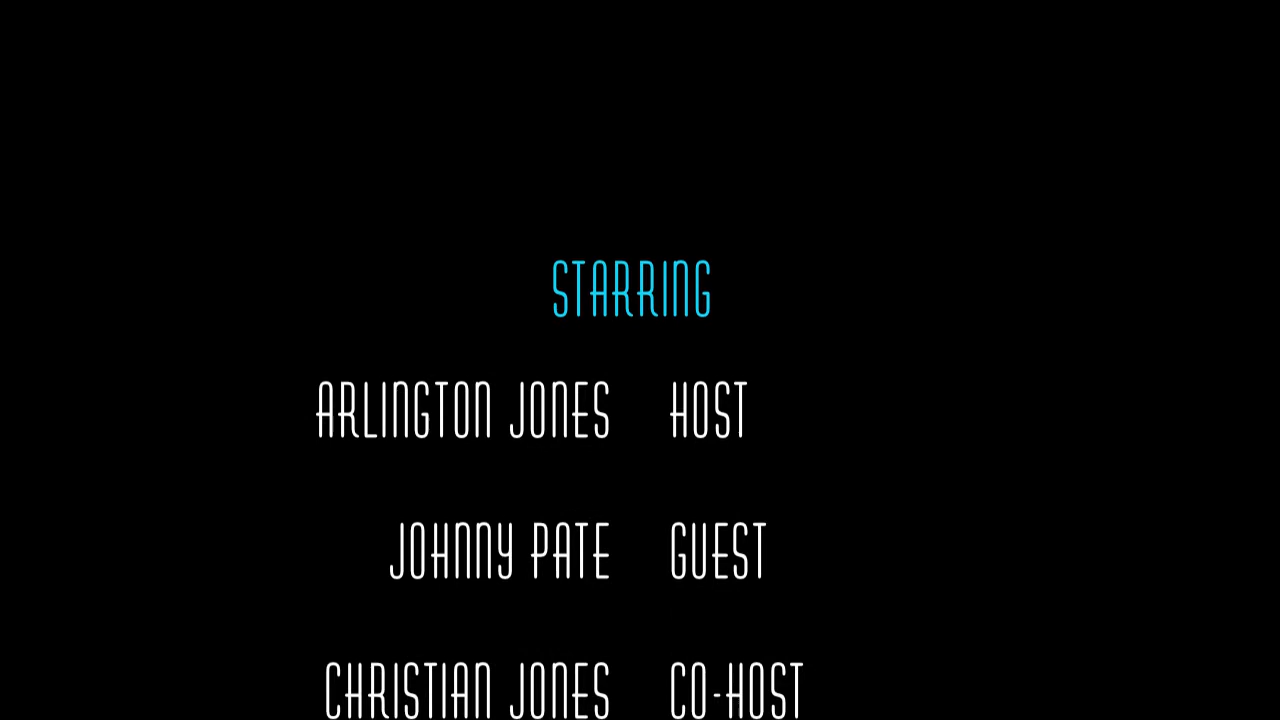 STARRING
ARLINGTON JONES HOST
JOHNNY PATE GUEST
CHRISTIAN JONES CO-HOST